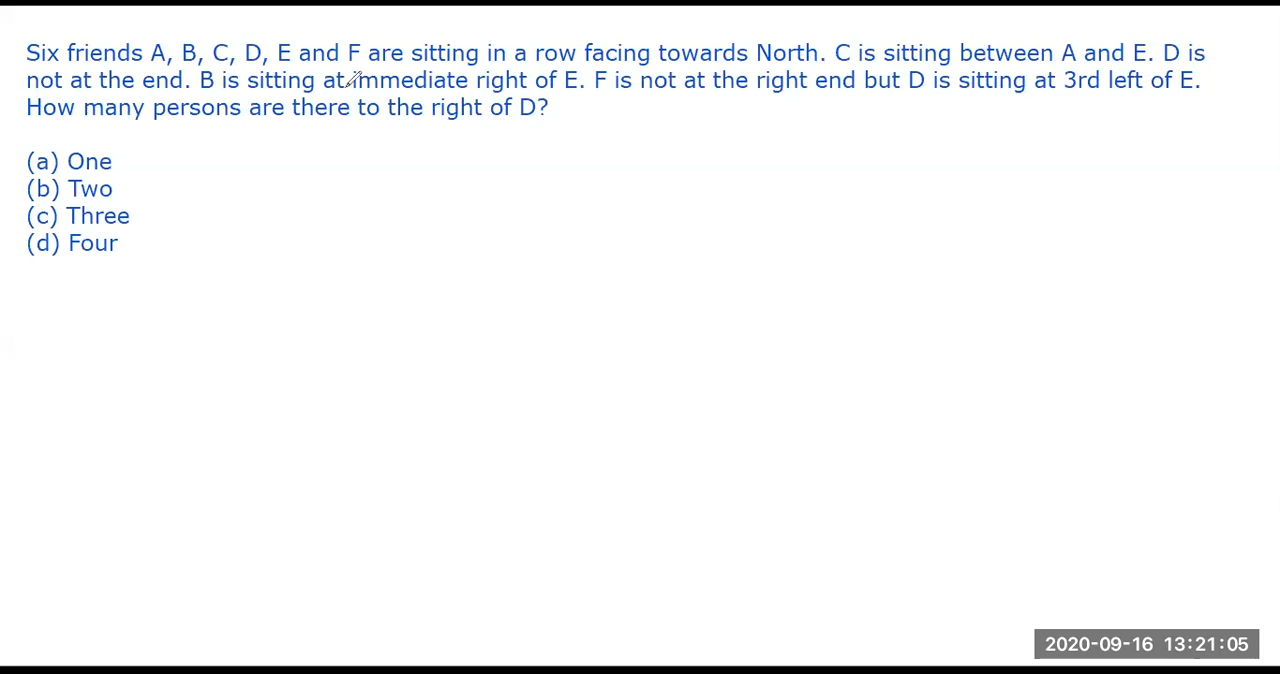 Six friends A, B, C, D, E and F are sitting in a row facing towards North. C is sitting between A and E. D is
not at the end. B is sitting at immediate right of E. F is not at the right end but D is sitting at 3rd left of E.
How many persons are there to the right of D?
(a) One
(b) Two
(c) Three
(d) Four
2020-09-16 13:21:05